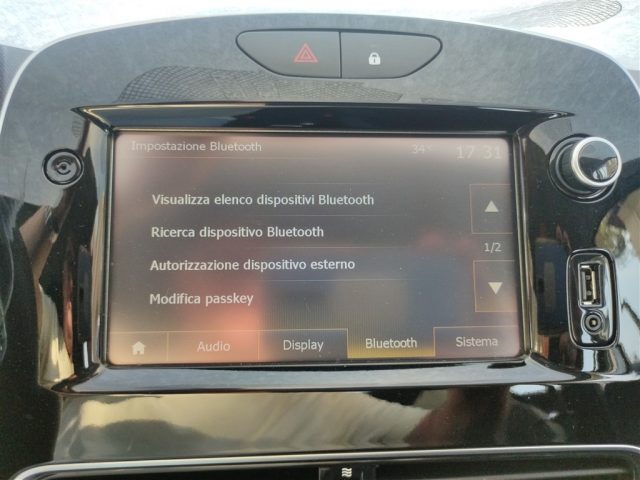 Impostazione Bluetooth 34°C 17:31
Visualizza elenco dispositivi Bluetooth
Ricerca dispositivo Bluetooth
1/2
Autorizzazione dispositivo esterno
Modifica passkey
Audio Display Bluetooth Sistema